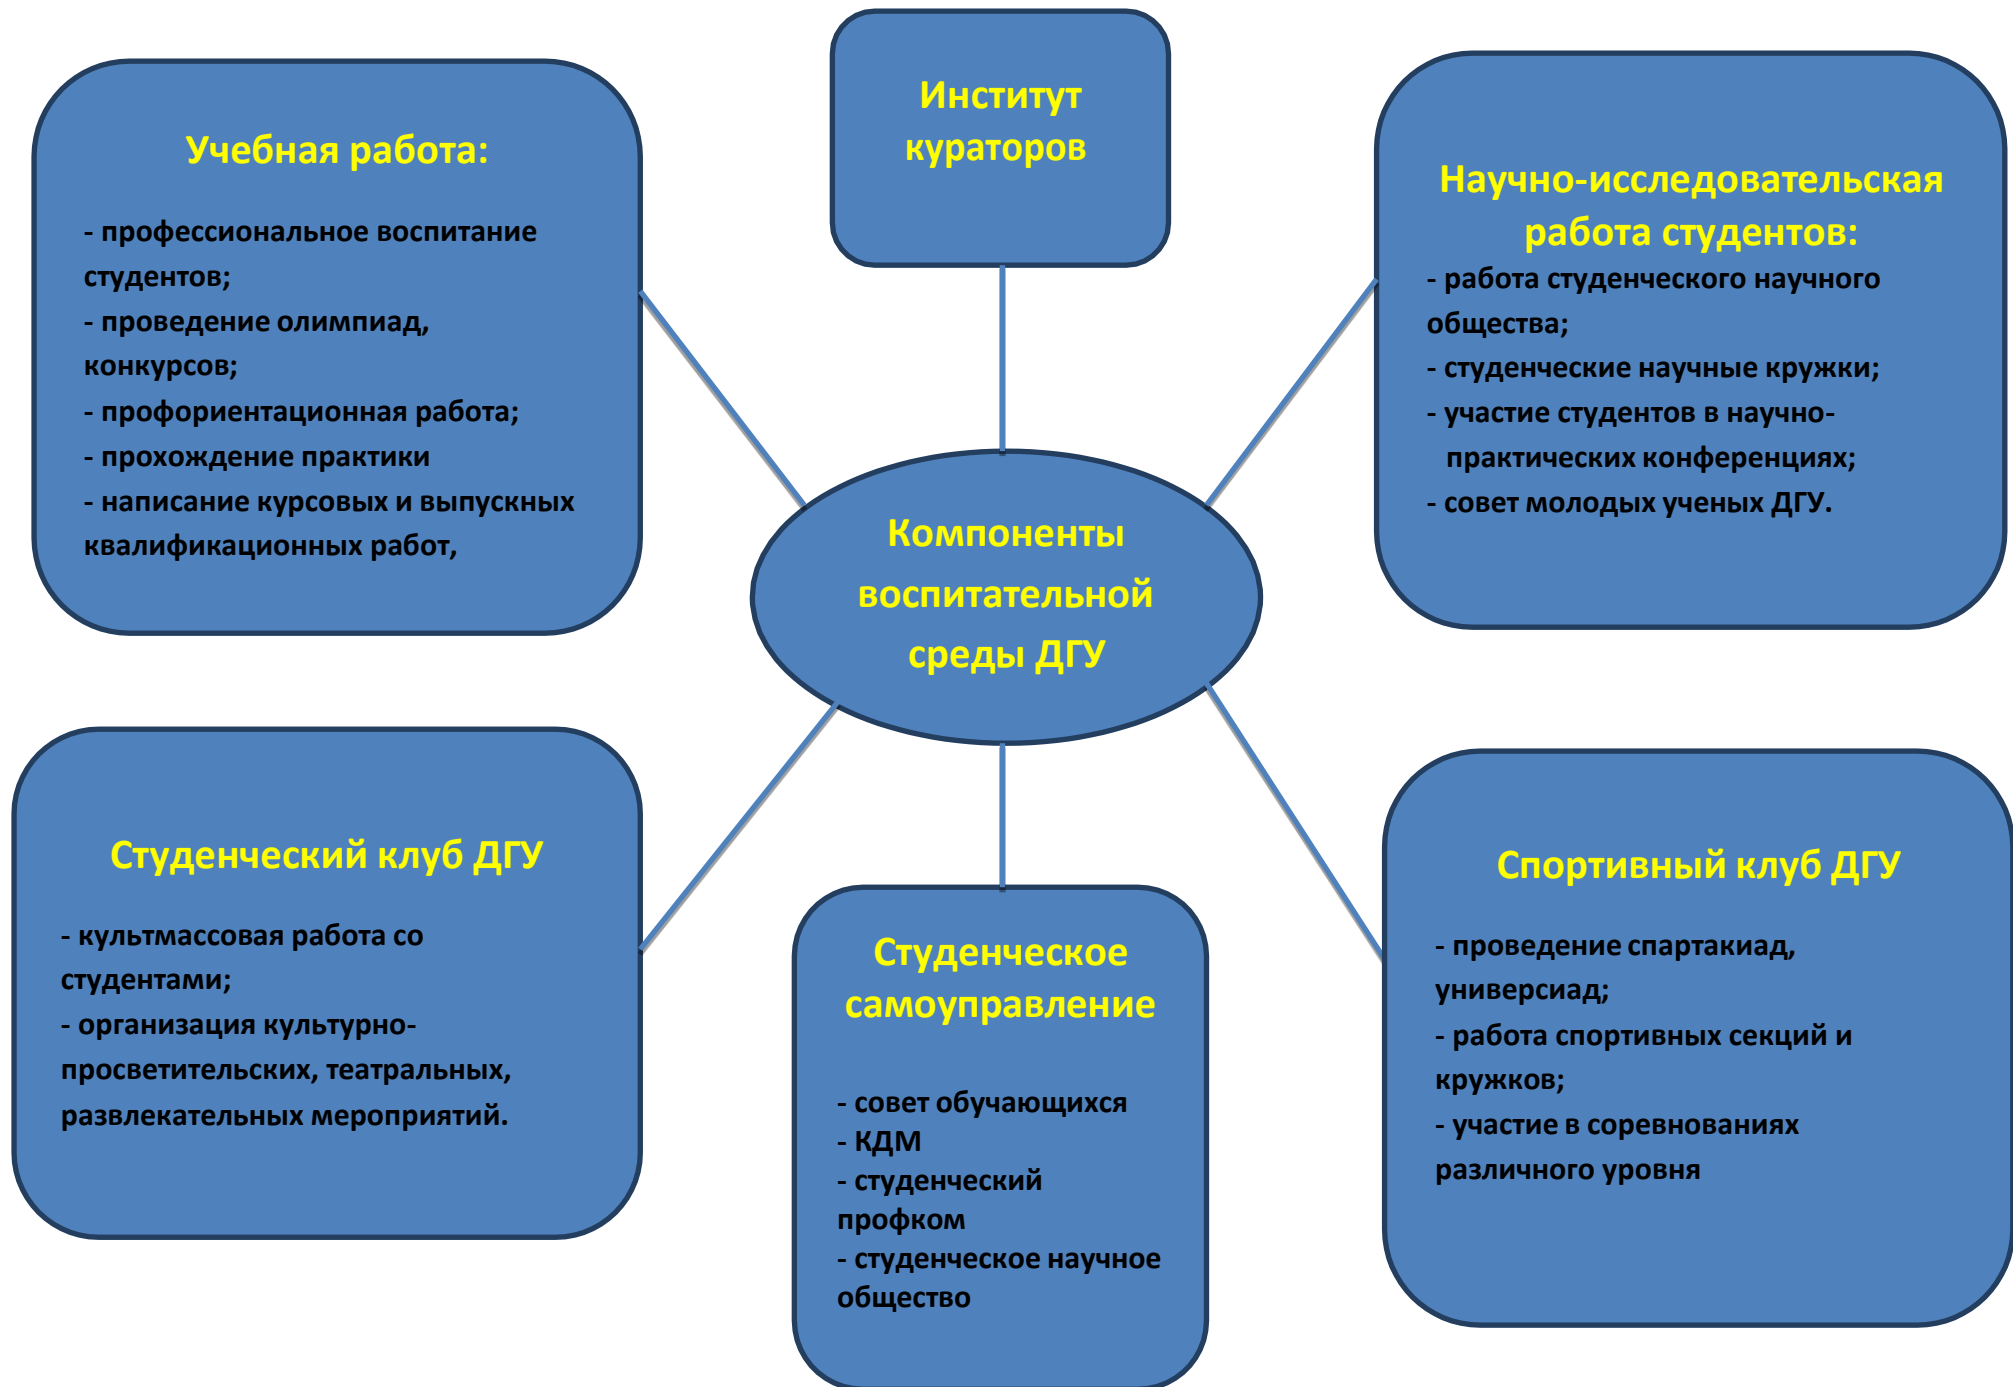 Институт
кураторов
Учебная работа:
- профессиональное воспитание
студентов;
- проведение олимпиад,
конкурсов;
- профориентационная работа;
- прохождение практики
- написание курсовых и выпускных
квалификационных работ,
Научно-исследовательская
работа студентов:
- работа студенческого научного
общества;
- студенческие научные кружки;
- участие студентов в научно-
практических конференциях;
- совет молодых ученых ДГУ.
Компоненты
воспитательной
среды ДГУ
Студенческий клуб ДГУ
- культмассовая работа со
студентами;
- организация культурно-
просветительских, театральных,
развлекательных мероприятий.
Студенческое
самоуправление
- совет обучающихся
- КДМ
- студенческий
профком
- студенческое научное
общество
Спортивный клуб ДГУ
- проведение спартакиад,
универсиад;
- работа спортивных секций и
кружков;
- участие в соревнованиях
различного уровня